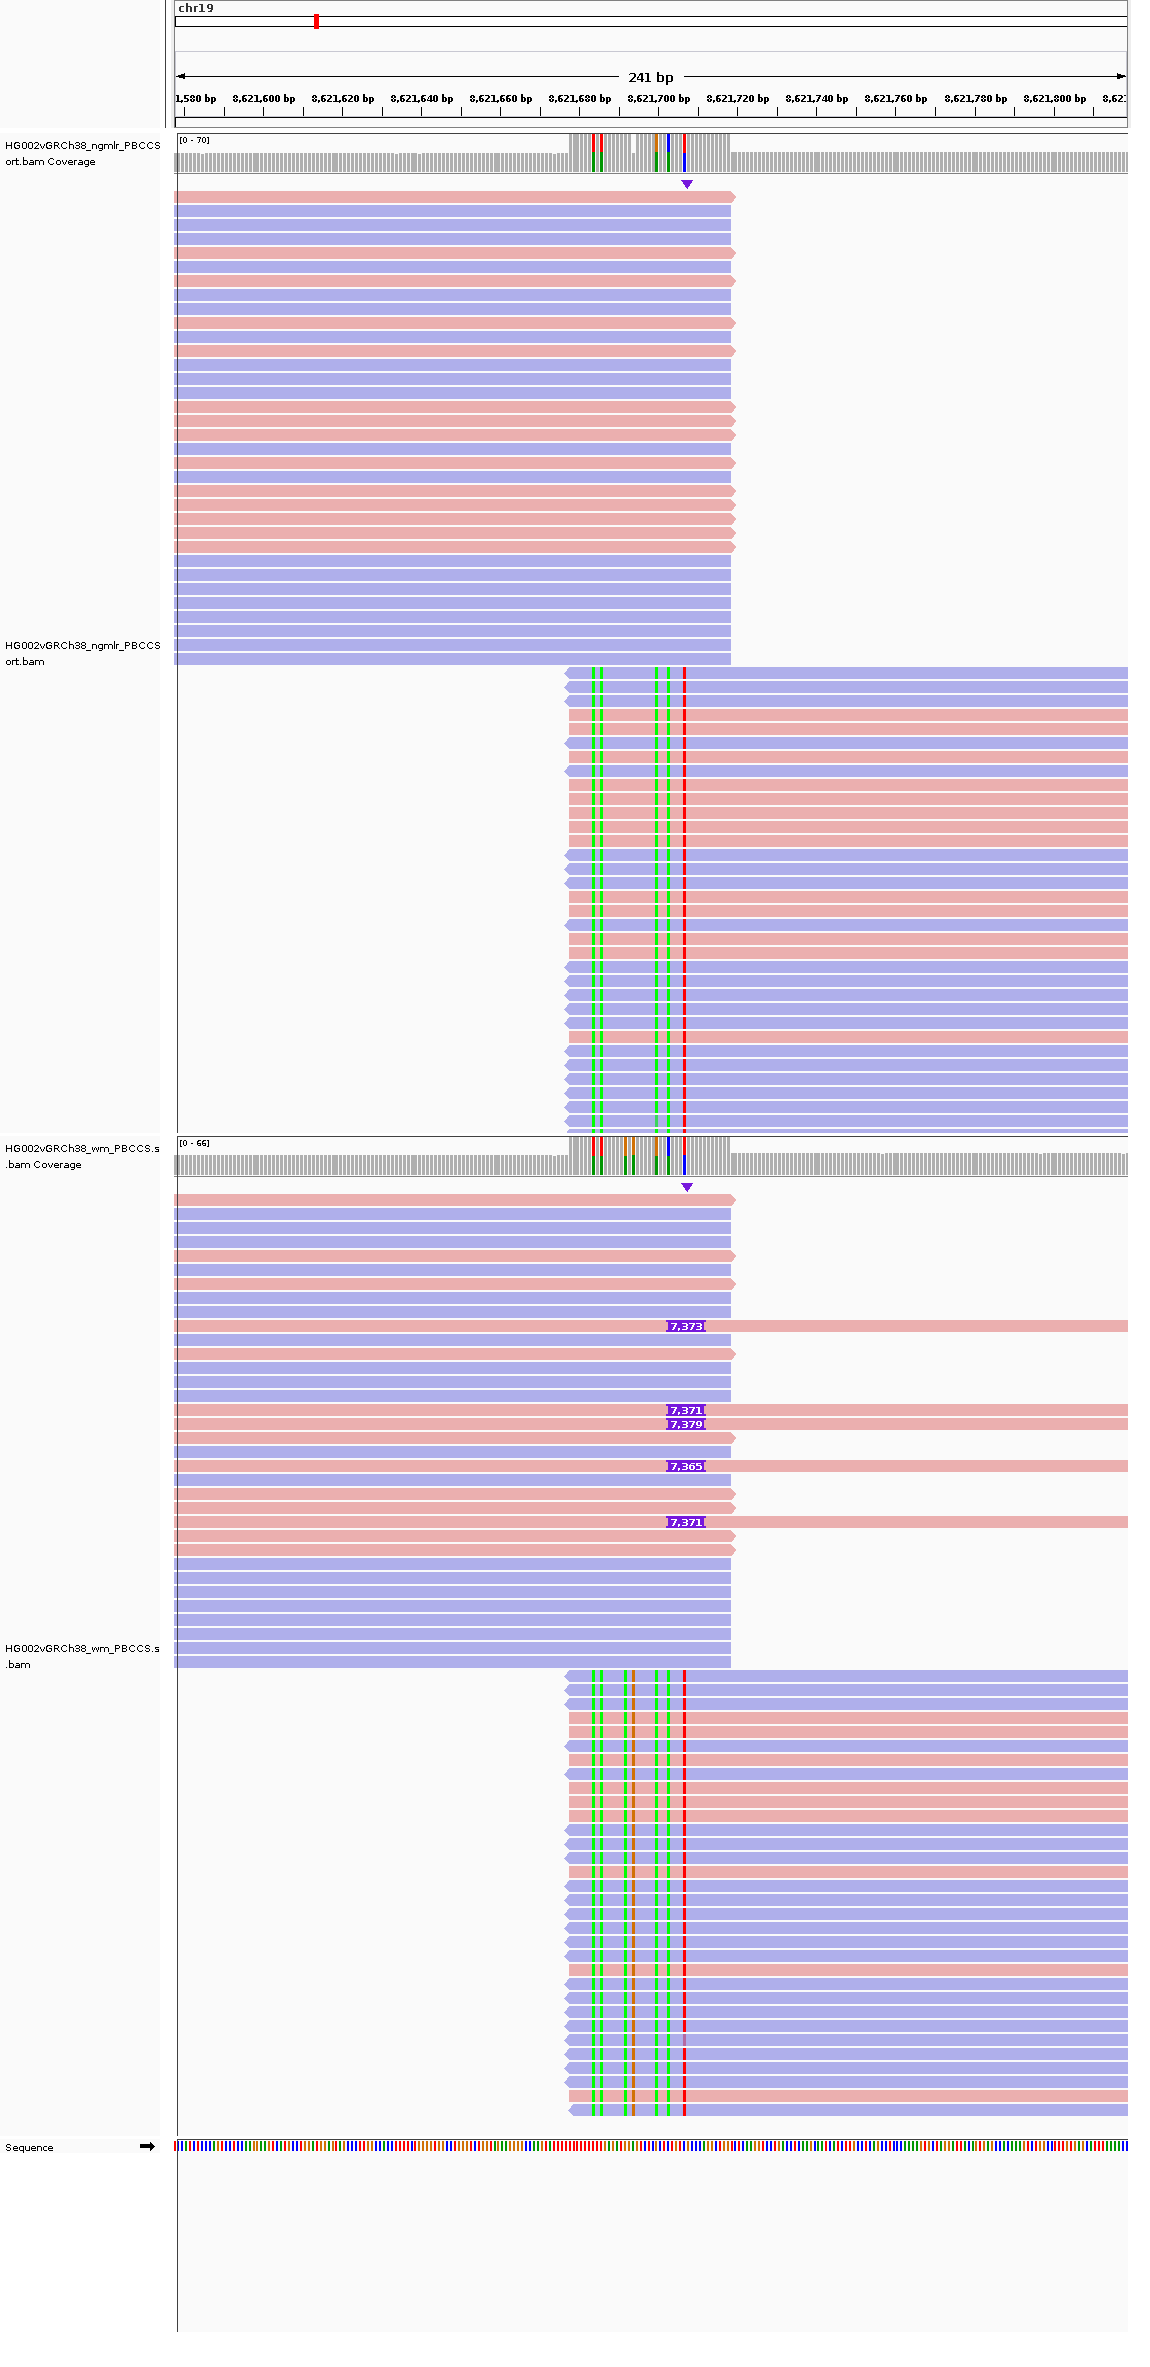 chr19
241 bp
1,580 bp 8,621,600 bp 8,621,620 bp 8,621,640 bp 8,621,660 bp 8,621,680 bp 8,621,700 bp 8,621,720 bp 8,621,740 bp 8,621,760 bp 8,621,780 bp 8,621,800 bp 8,621
HG002vGRCh38_ngmlr_PBCCS
ort.bam Coverage
[0 - 70]
HG002vGRCh38_ngmlr_PBCCS
ort.bam
HG002vGRCh38_wm_PBCCS.s
.bam Coverage
[0 - 66]
7,373
7,371
7,379
7,365
7,371
HG002vGRCh38_wm_PBCCS.s
.bam
Sequence